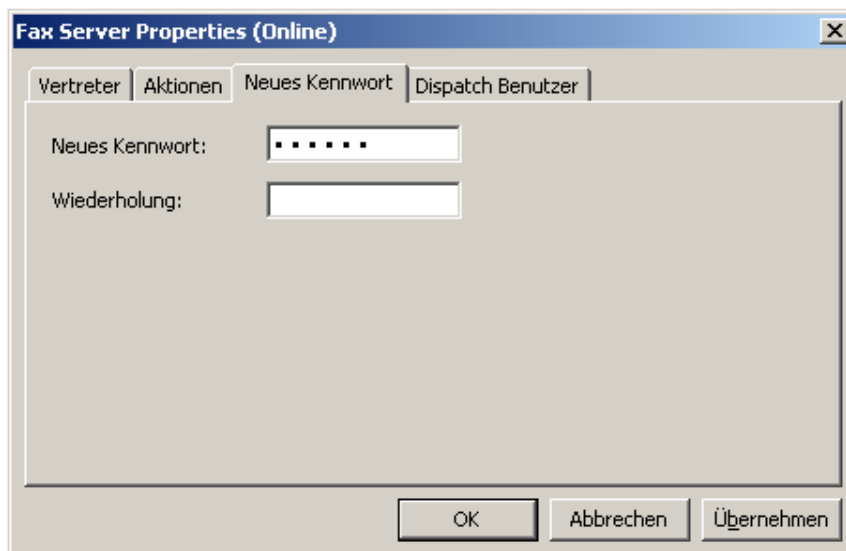 Fax Server Properties (Online)
Vertreter Aktionen Neues Kennwort Dispatch Benutzer
Neues Kennwort:
Wiederholung:
OK Abbrechen Übernehmen